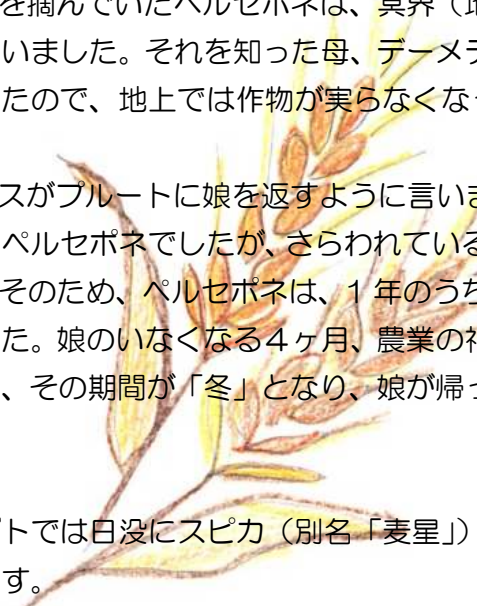 を摘んでいたペルセポネは、冥界（
いました。それを知った母、デーメ
たので、地上では作物が実らなくな
スがプルートに娘を返すように言い
ペルセポネでしたが、さらわれている
そのため、ペルセポネは、1 年のうち
た。娘のいなくなる4ヶ月、農業の
、その期間が「冬」となり、娘が帰っ
トでは日没にスピカ（別名「麦星」）
す。